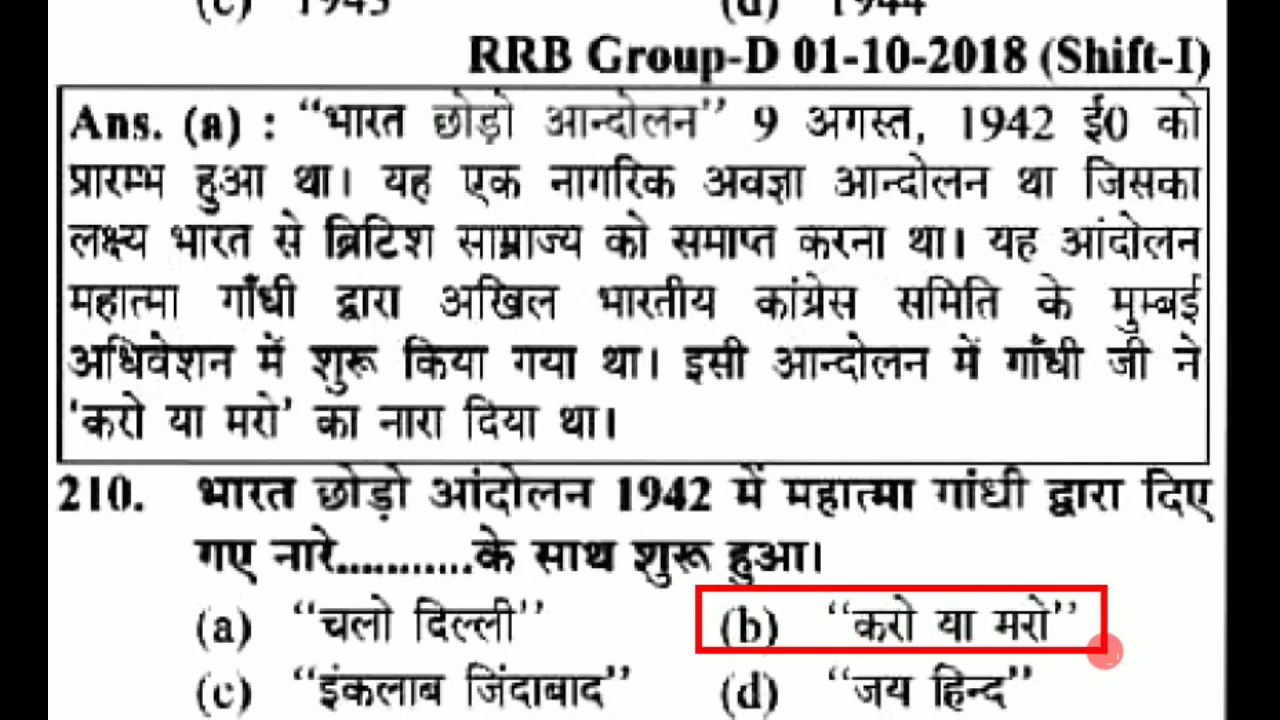 (c) 1943 (d) 1944
RRB Group-D 01-10-2018 (Shift-I)
Ans. (a) : “भारत छोड़ो आन्दोलन” 9 अगस्त, 1942 ई0 को
प्रारम्भ हुआ था। यह एक नागरिक अवज्ञा आन्दोलन था जिसका
लक्ष्य भारत से ब्रिटिश साम्राज्य को समाप्त करना था। यह आंदोलन
महात्मा गाँधी द्वारा अखिल भारतीय कांग्रेस समिति के मुम्बई
अधिवेशन में शुरू किया गया था। इसी आन्दोलन में गाँधी जी ने
‘करो या मरो’ का नारा दिया था।
210. भारत छोड़ो आंदोलन 1942 में महात्मा गांधी द्वारा दिए
गए नारे...........के साथ शुरू हुआ।
(a) “चलो दिल्ली” (b) “करो या मरो”
(c) “इंकलाब जिंदाबाद” (d) “जय हिन्द”